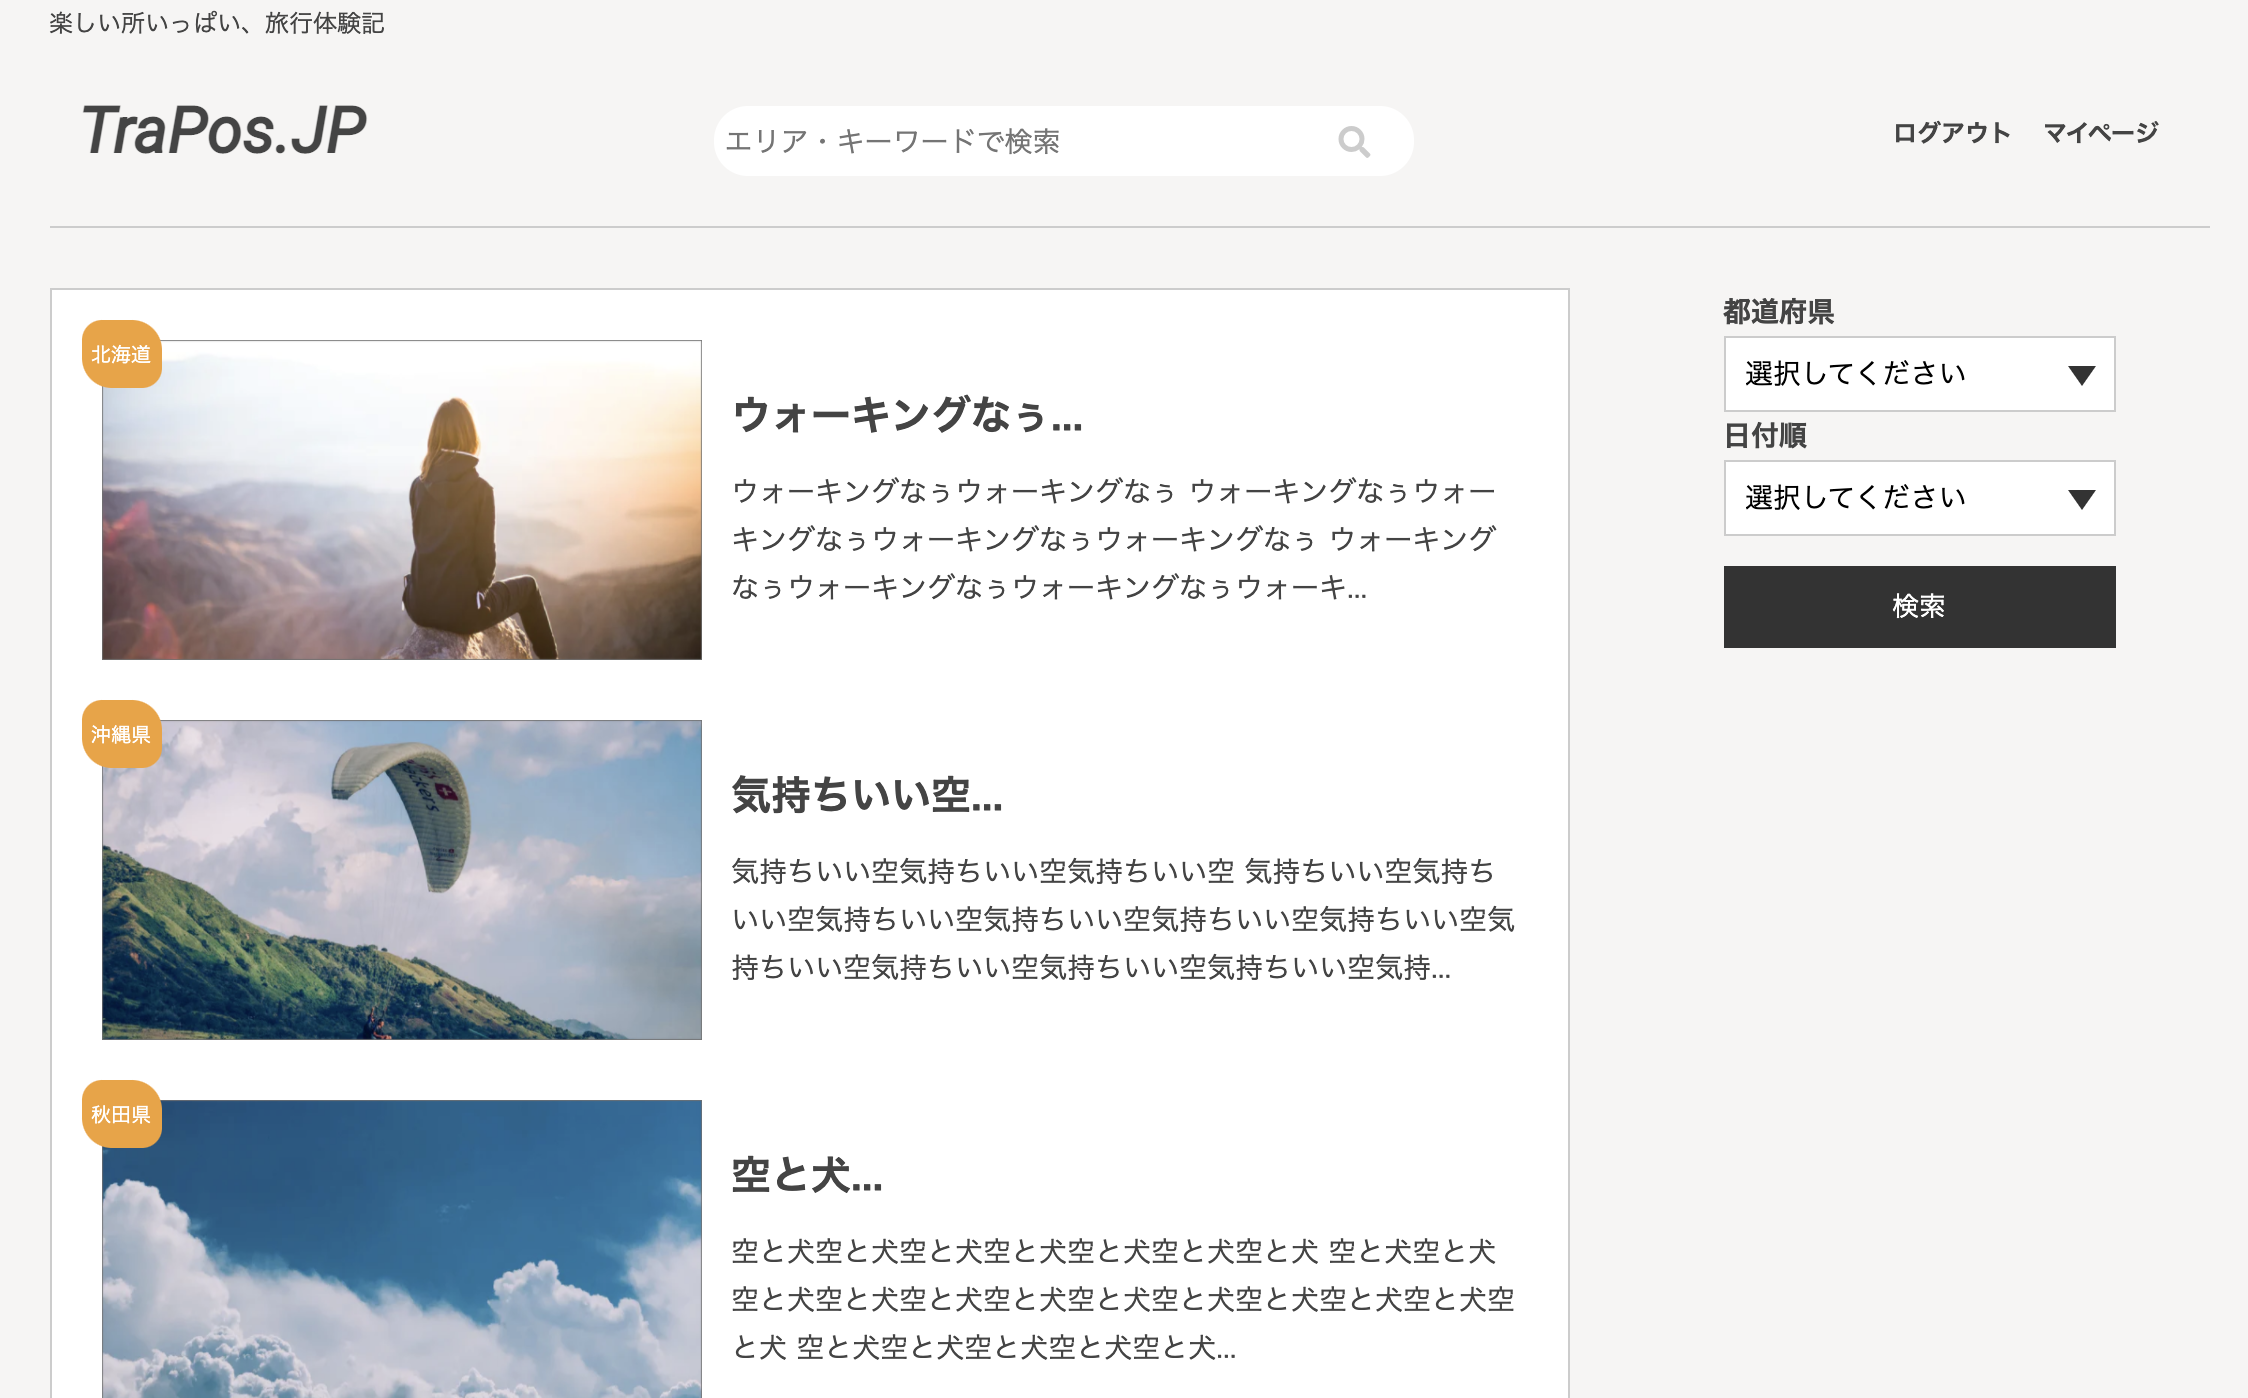 楽しい所いっぱい、旅行体験記
TraPos.JP
エリア・キーワードで検索
ログアウト マイページ
北海道
ウォーキングなぅ...
ウォーキングなぅウォーキングなぅ ウォーキングなぅウォー
キングなぅウォーキングなぅウォーキングなぅ ウォーキング
なぅウォーキングなぅウォーキングなぅウォーキ...
沖縄県
気持ちいい空...
気持ちいい空気持ちいい空気持ちいい空 気持ちいい空気持ち
いい空気持ちいい空気持ちいい空気持ちいい空気持ちいい空気
持ちいい空気持ちいい空気持ちいい空気持ちいい空気持...
秋田県
空と犬...
空と犬空と犬空と犬空と犬空と犬空と犬空と犬 空と犬空と犬
空と犬空と犬空と犬空と犬空と犬空と犬空と犬空と犬空と犬空
と犬 空と犬空と犬空と犬空と犬空と犬...
都道府県
選択してください
日付順
選択してください
検索